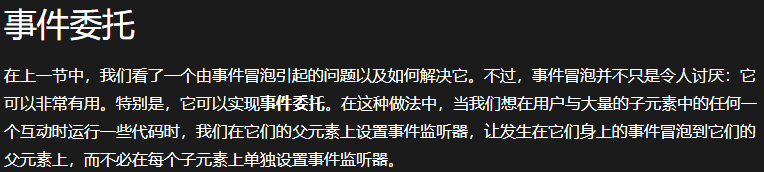 事件委托
在上一节中，我们看了一个由事件冒泡引起的问题以及如何解决它。不过，事件冒泡并不只是令人讨厌：它
可以非常有用。特别是，它可以实现事件委托。在这种做法中，当我们想在用户与大量的子元素中的任何一
个互动时运行一些代码时，我们在它们的父元素上设置事件监听器，让发生在它们身上的事件冒泡到它们的
父元素上，而不必在每个子元素上单独设置事件监听器。